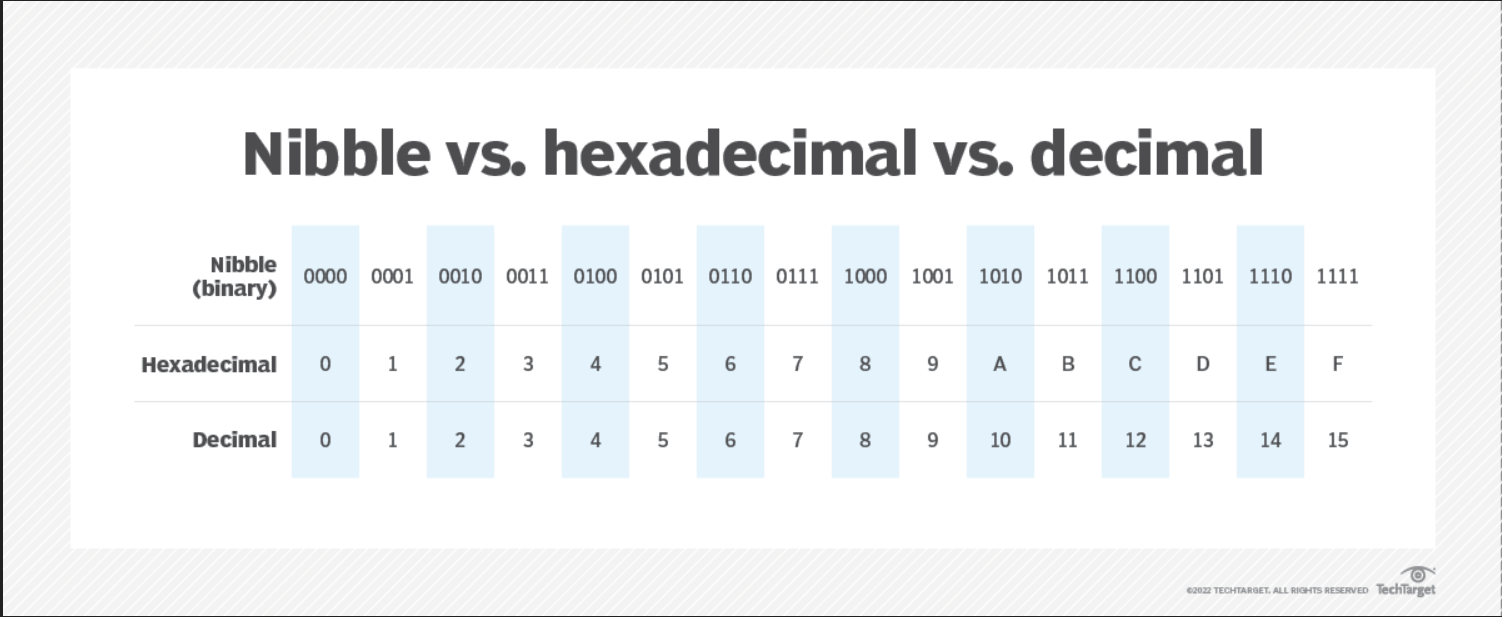 Nibble vs. hexadecimal vs. decimal
Nibble
(binary) 0000 0001 0010 0011 0100 0101 0110 0111 1000 1001 1010 1011 1100 1101 1110 1111
Hexadecimal 0 1 2 3 4 5 6 7 8 9 A B C D E F
Decimal 0 1 2 3 4 5 6 7 8 9 10 11 12 13 14 15
©2022 TECHTARGET. ALL RIGHTS RESERVED TechTarget